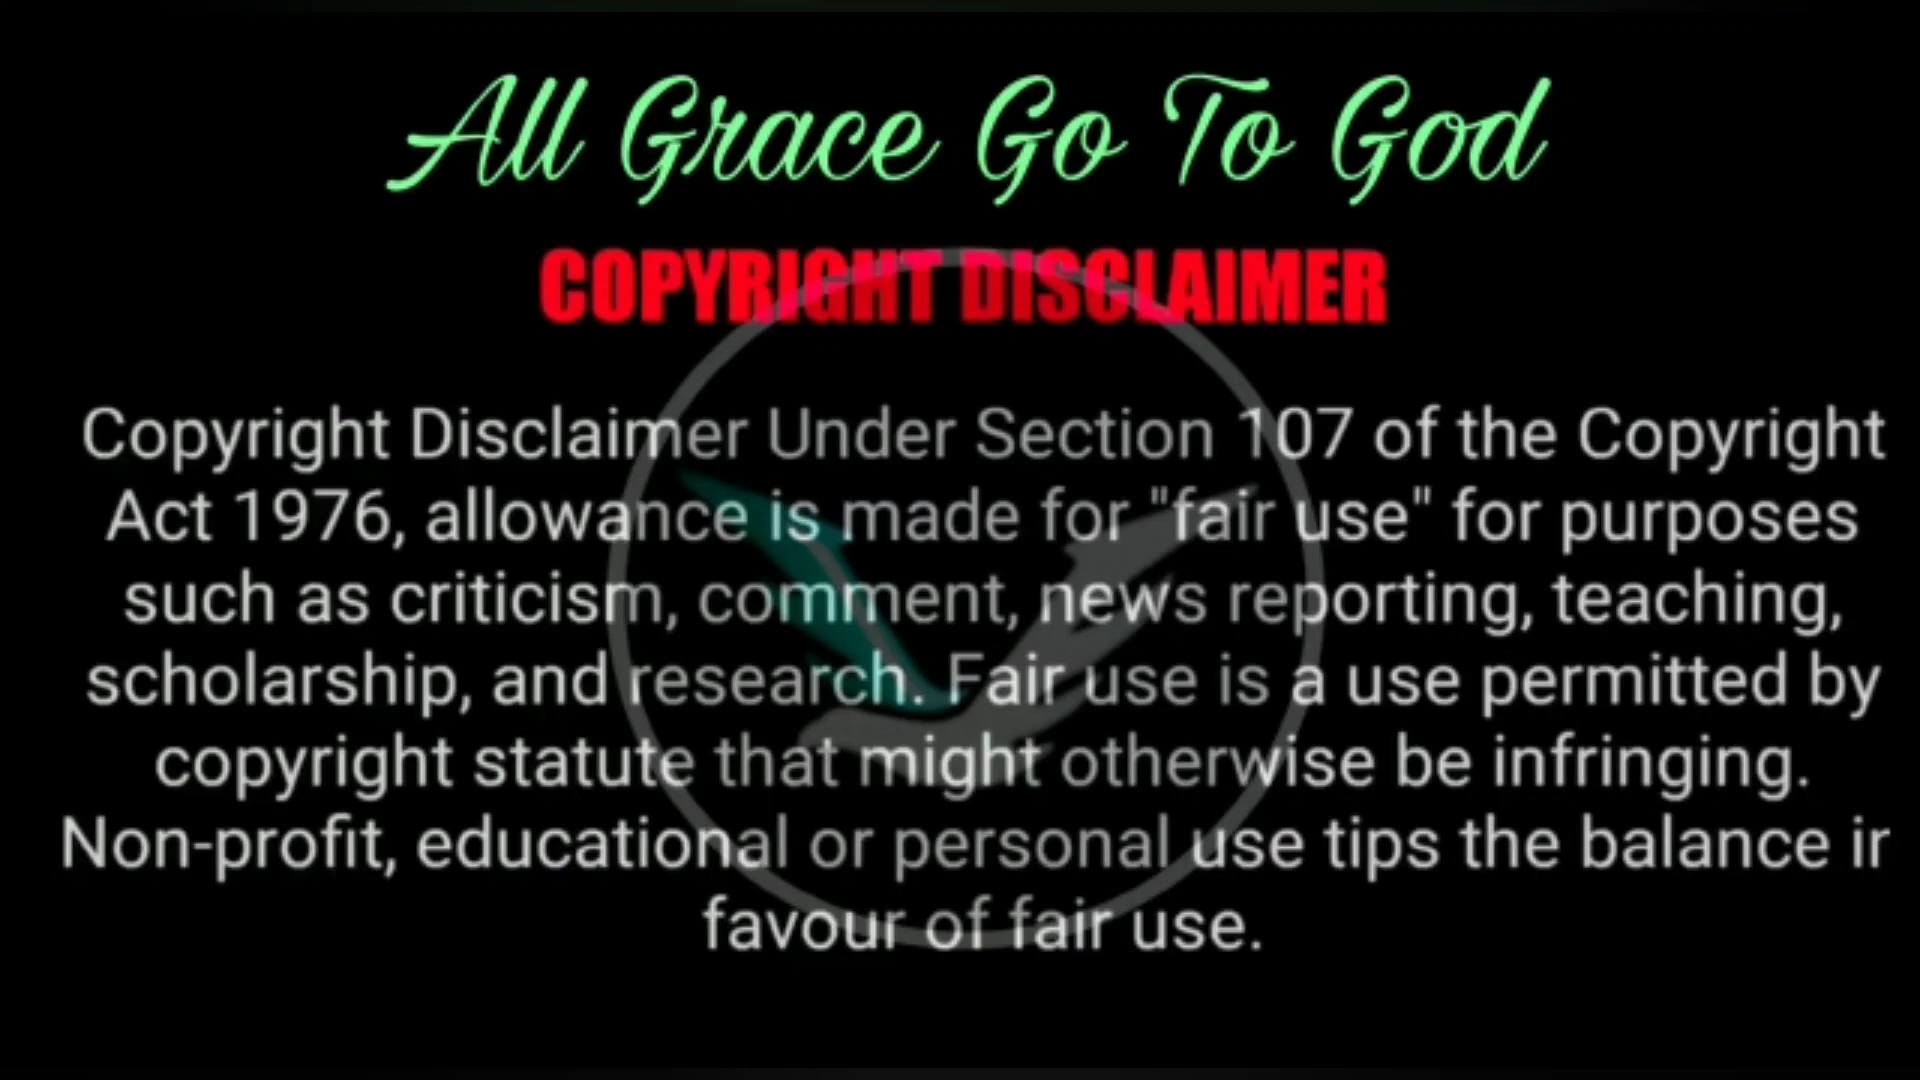 All Grace Go To God
COPYRIGHT DISCLAIMER
Copyright Disclaimer Under Section 107 of the Copyright
Act 1976, allowance is made for "fair use" for purposes
such as criticism, comment, news reporting, teaching,
scholarship, and research. Fair use is a use permitted by
copyright statute that might otherwise be infringing.
Non-profit, educational or personal use tips the balance ir
favour of fair use.